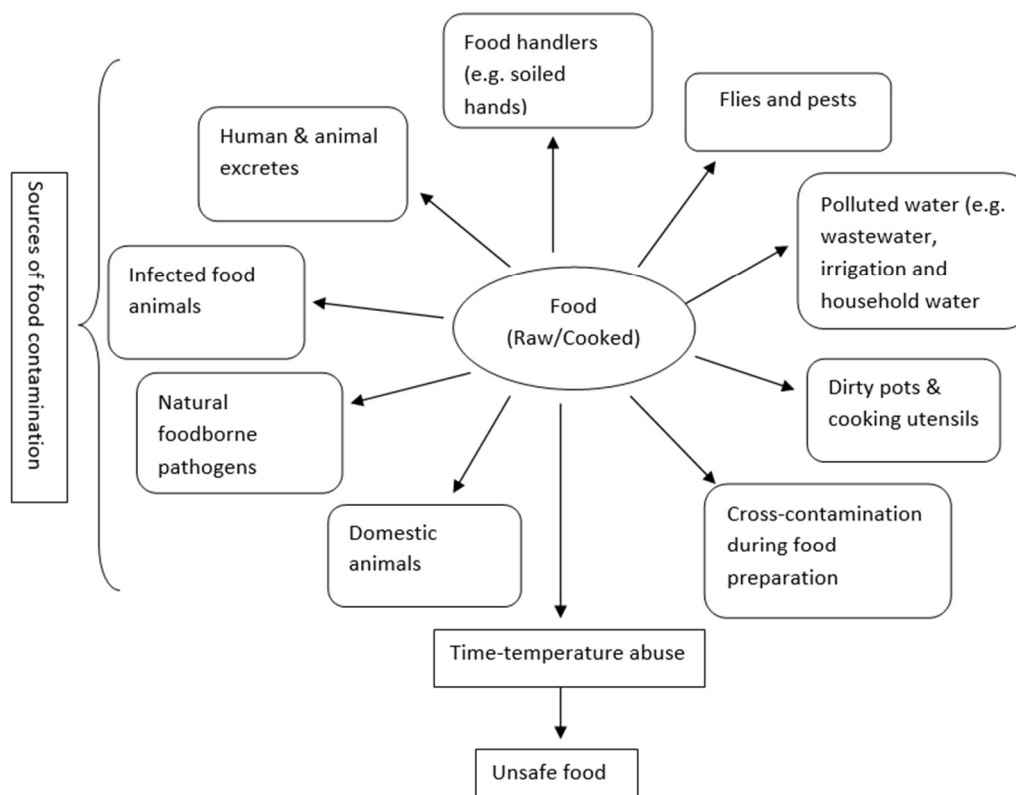 Food handlers
(e.g. soiled
hands)
Flies and pests
Human & animal
excretes
Polluted water (e.g.
wastewater,
irrigation and
household water
Sources of food contamination
Infected food
animals
Food
(Raw/Cooked)
Dirty pots &
cooking utensils
Natural
foodborne
pathogens
Cross-contamination
during food
preparation
Domestic
animals
Time-temperature abuse
Unsafe food